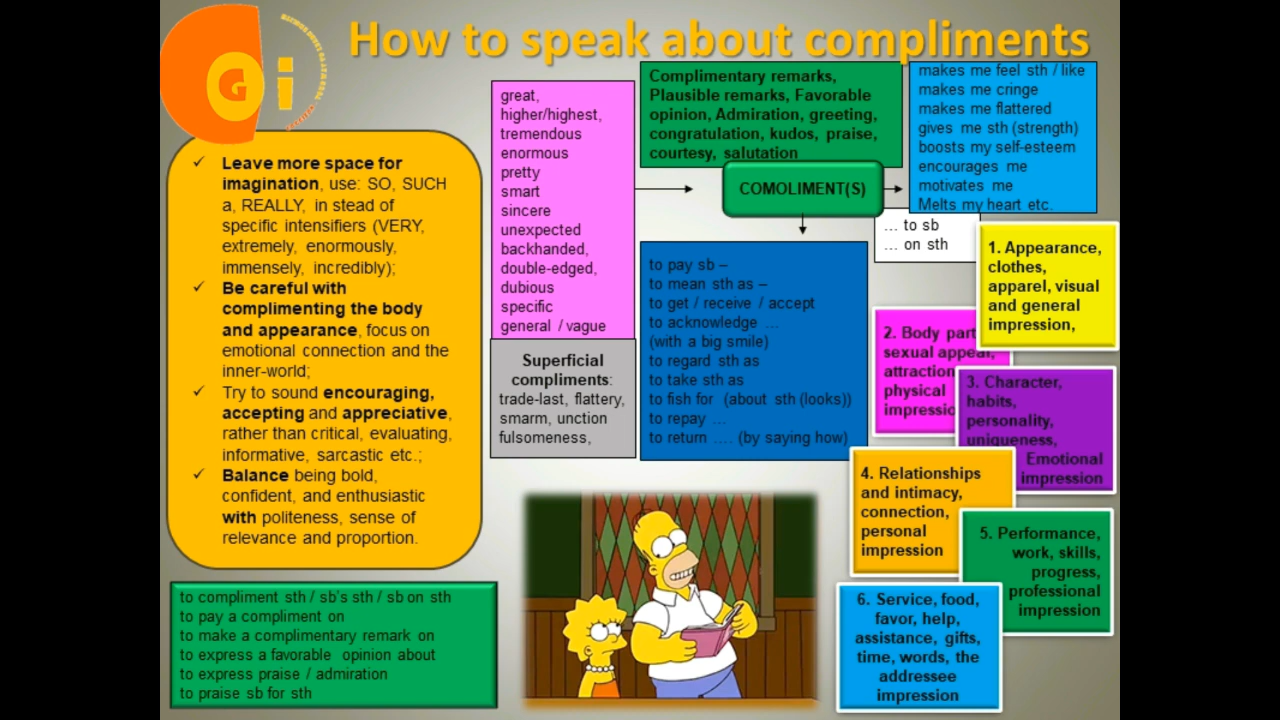 How to speak about compliments
G i
Leave more space for
imagination, use: SO, SUCH
a, REALLY, in stead of
specific intensifiers (VERY,
extremely, enormously,
immensely, incredibly);
Be careful with
complimenting the body
and appearance, focus on
emotional connection and the
inner-world;
Try to sound encouraging,
accepting and appreciative,
rather than critical, evaluating,
informative, sarcastic etc.;
Balance being bold,
confident, and enthusiastic
with politeness, sense of
relevance and proportion.
to compliment sth / sb's sth / sb on sth
to pay a compliment on
to make a complimentary remark on
to express a favorable opinion about
to express praise / admiration
to praise sb for sth
great,
higher/highest,
tremendous
enormous
pretty
smart
sincere
unexpected
backhanded,
double-edged,
dubious
specific
general / vague
Superficial
compliments:
trade-last, flattery,
smarm, unction
fulsomeness,
Complimentary remarks,
Plausible remarks, Favorable
opinion, Admiration, greeting,
congratulation, kudos, praise,
courtesy, salutation
COMOLIMENT(S)
makes me feel sth / like
makes me cringe
makes me flattered
gives me sth (strength)
boosts my self-esteem
encourages me
motivates me
Melts my heart etc.
… to sb
… on sth
to pay sb –
to mean sth as –
to get / receive / accept
to acknowledge …
(with a big smile)
to regard sth as
to take sth as
to fish for (about sth (looks))
to repay …
to return …. (by saying how)
1. Appearance,
clothes,
apparel, visual
and general
impression,
2. Body part
sexual appeal,
attraction
physical
impressio
3. Character,
habits,
personality,
uniqueness,
Emotional
impression
4. Relationships
and intimacy,
connection,
personal
impression
5. Performance,
work, skills,
progress,
professional
impression
6. Service, food,
favor, help,
assistance, gifts,
time, words, the
addressee
impression